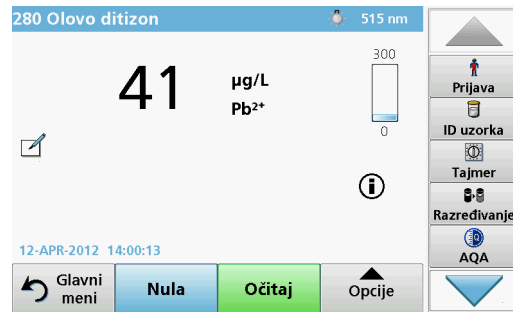 280 Olovo ditizon
515 nm
41
µg/L
Pb²⁺
300
0
12-APR-2012 14:00:13
Glavni
meni
Nula
Očitaj
Opcije
Prijava
ID uzorka
Tajmer
Razređivanje
AQA